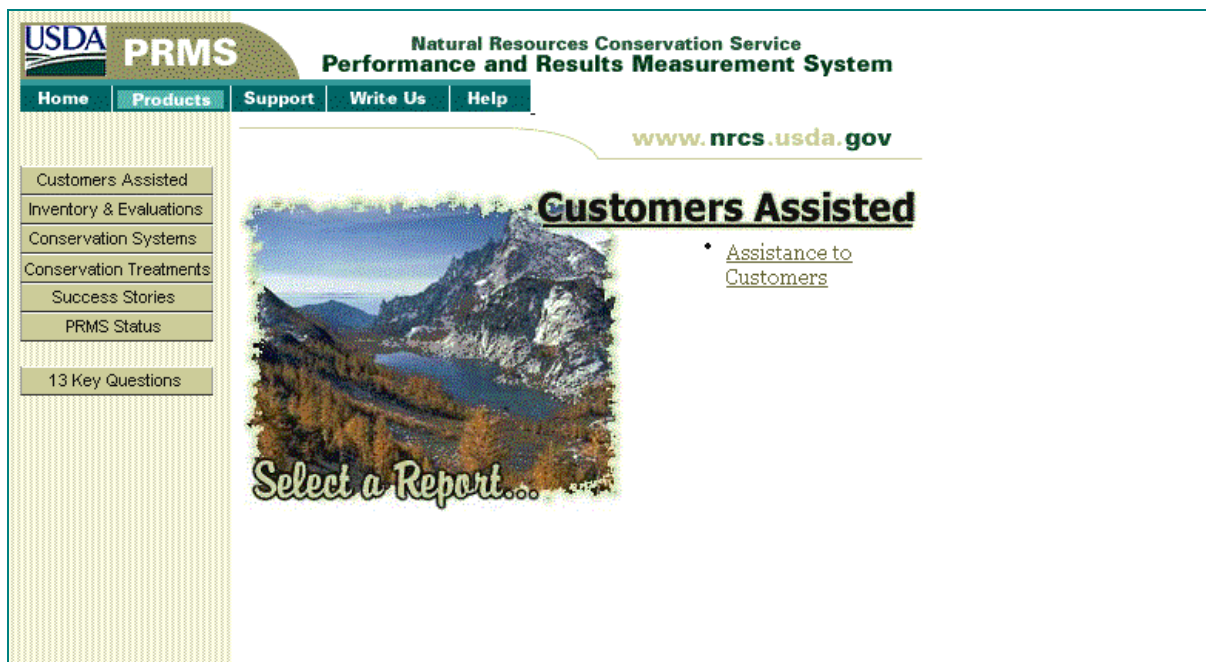 USDA
PRMS
Natural Resources Conservation Service
Performance and Results Measurement System
Home
Products
Support
Write Us
Help
www.nrcs.usda.gov
Customers Assisted
Inventory & Evaluations
Conservation Systems
Conservation Treatments
Success Stories
PRMS Status
13 Key Questions
Customers Assisted
Assistance to
Customers
Select a Report...